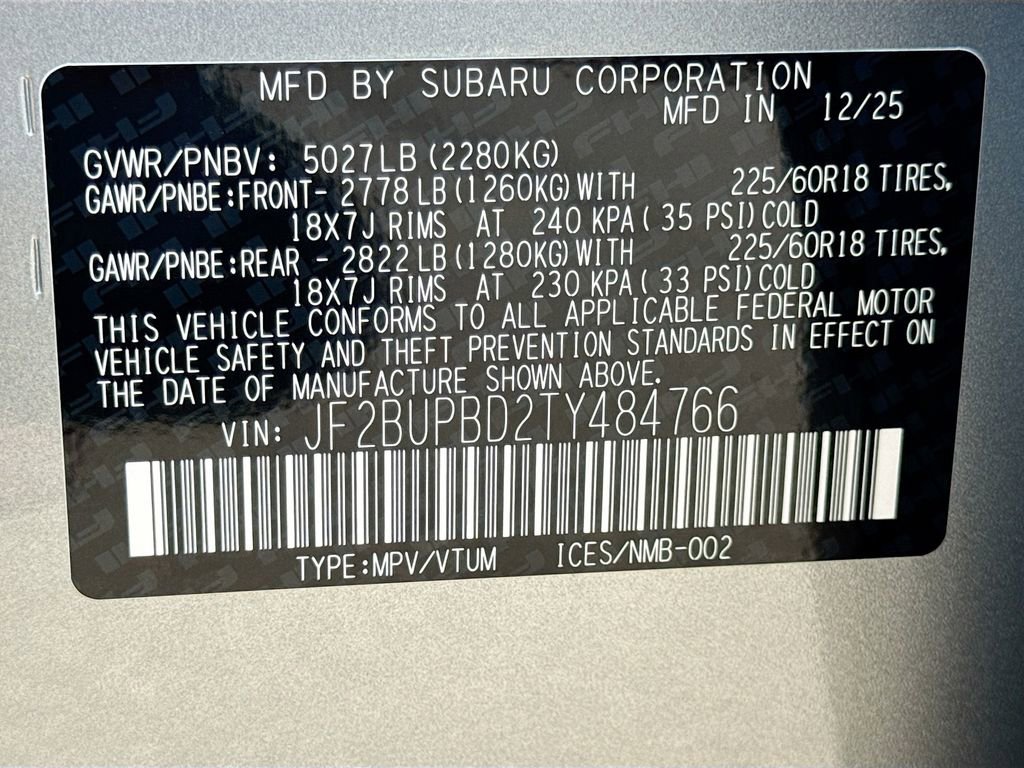 MFD BY SUBARU CORPORATION
MFD IN 12/25
GVWR/PNBV: 5027LB (2280KG)
GAWR/PNBE:FRONT- 2778 LB (1260KG) WITH 225/60R18 TIRES,
18X7J RIMS AT 240 KPA ( 35 PSI) COLD
GAWR/PNBE:REAR - 2822 LB (1280KG) WITH 225/60R18 TIRES,
18X7J RIMS AT 230 KPA ( 33 PSI) COLD
THIS VEHICLE CONFORMS TO ALL APPLICABLE FEDERAL MOTOR
VEHICLE SAFETY AND THEFT PREVENTION STANDARDS IN EFFECT ON
THE DATE OF MANUFACTURE SHOWN ABOVE.
VIN: JF2BUPBD2TY484766
TYPE:MPV/VTUM ICES/NMB-002